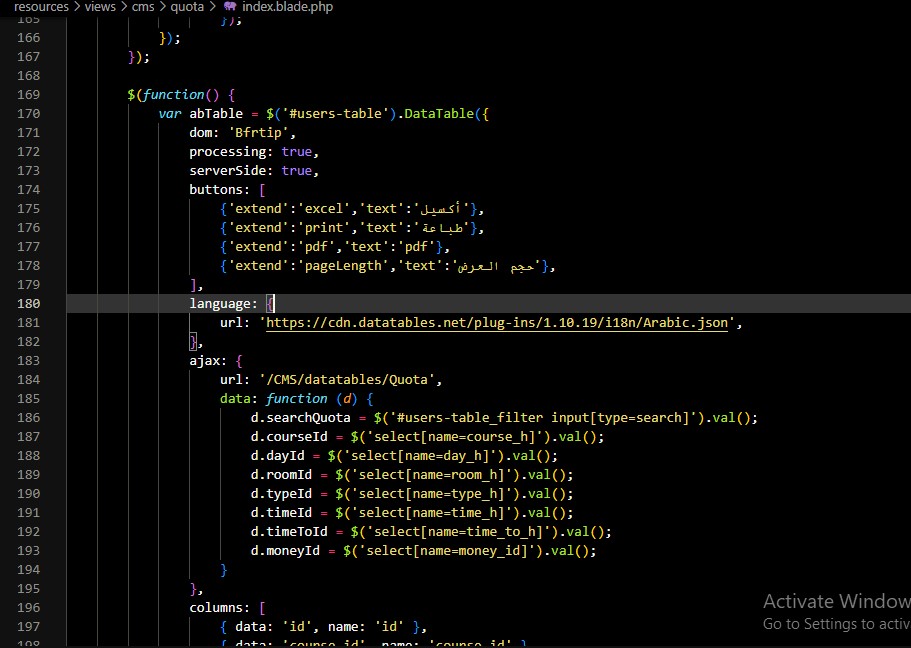 resources > views > cms > quota > index.blade.php
165 });
166 });
167 });
168
169 $(function() {
170 var abTable = $('#users-table').DataTable({
171 dom: 'Bfrtip',
172 processing: true,
173 serverSide: true,
174 buttons: [
175 {'extend':'excel','text':'أكسيل'},
176 {'extend':'print','text':'طباعة'},
177 {'extend':'pdf','text':'pdf'},
178 {'extend':'pageLength','text':'حجم العرض'},
179 ],
180 language: {
181 url: 'https://cdn.datatables.net/plug-ins/1.10.19/i18n/Arabic.json',
182 },
183 ajax: {
184 url: '/CMS/datatables/Quota',
185 data: function (d) {
186 d.searchQuota = $('#users-table_filter input[type=search]').val();
187 d.courseId = $('select[name=course_h]').val();
188 d.dayId = $('select[name=day_h]').val();
189 d.roomId = $('select[name=room_h]').val();
190 d.typeId = $('select[name=type_h]').val();
191 d.timeId = $('select[name=time_h]').val();
192 d.timeToId = $('select[name=time_to_h]').val();
193 d.moneyId = $('select[name=money_id]').val();
194 }
195 },
196 columns: [
197 { data: 'id', name: 'id' },
198 { data: 'course_id', name: 'course_id' }
Activate Window
Go to Settings to activ